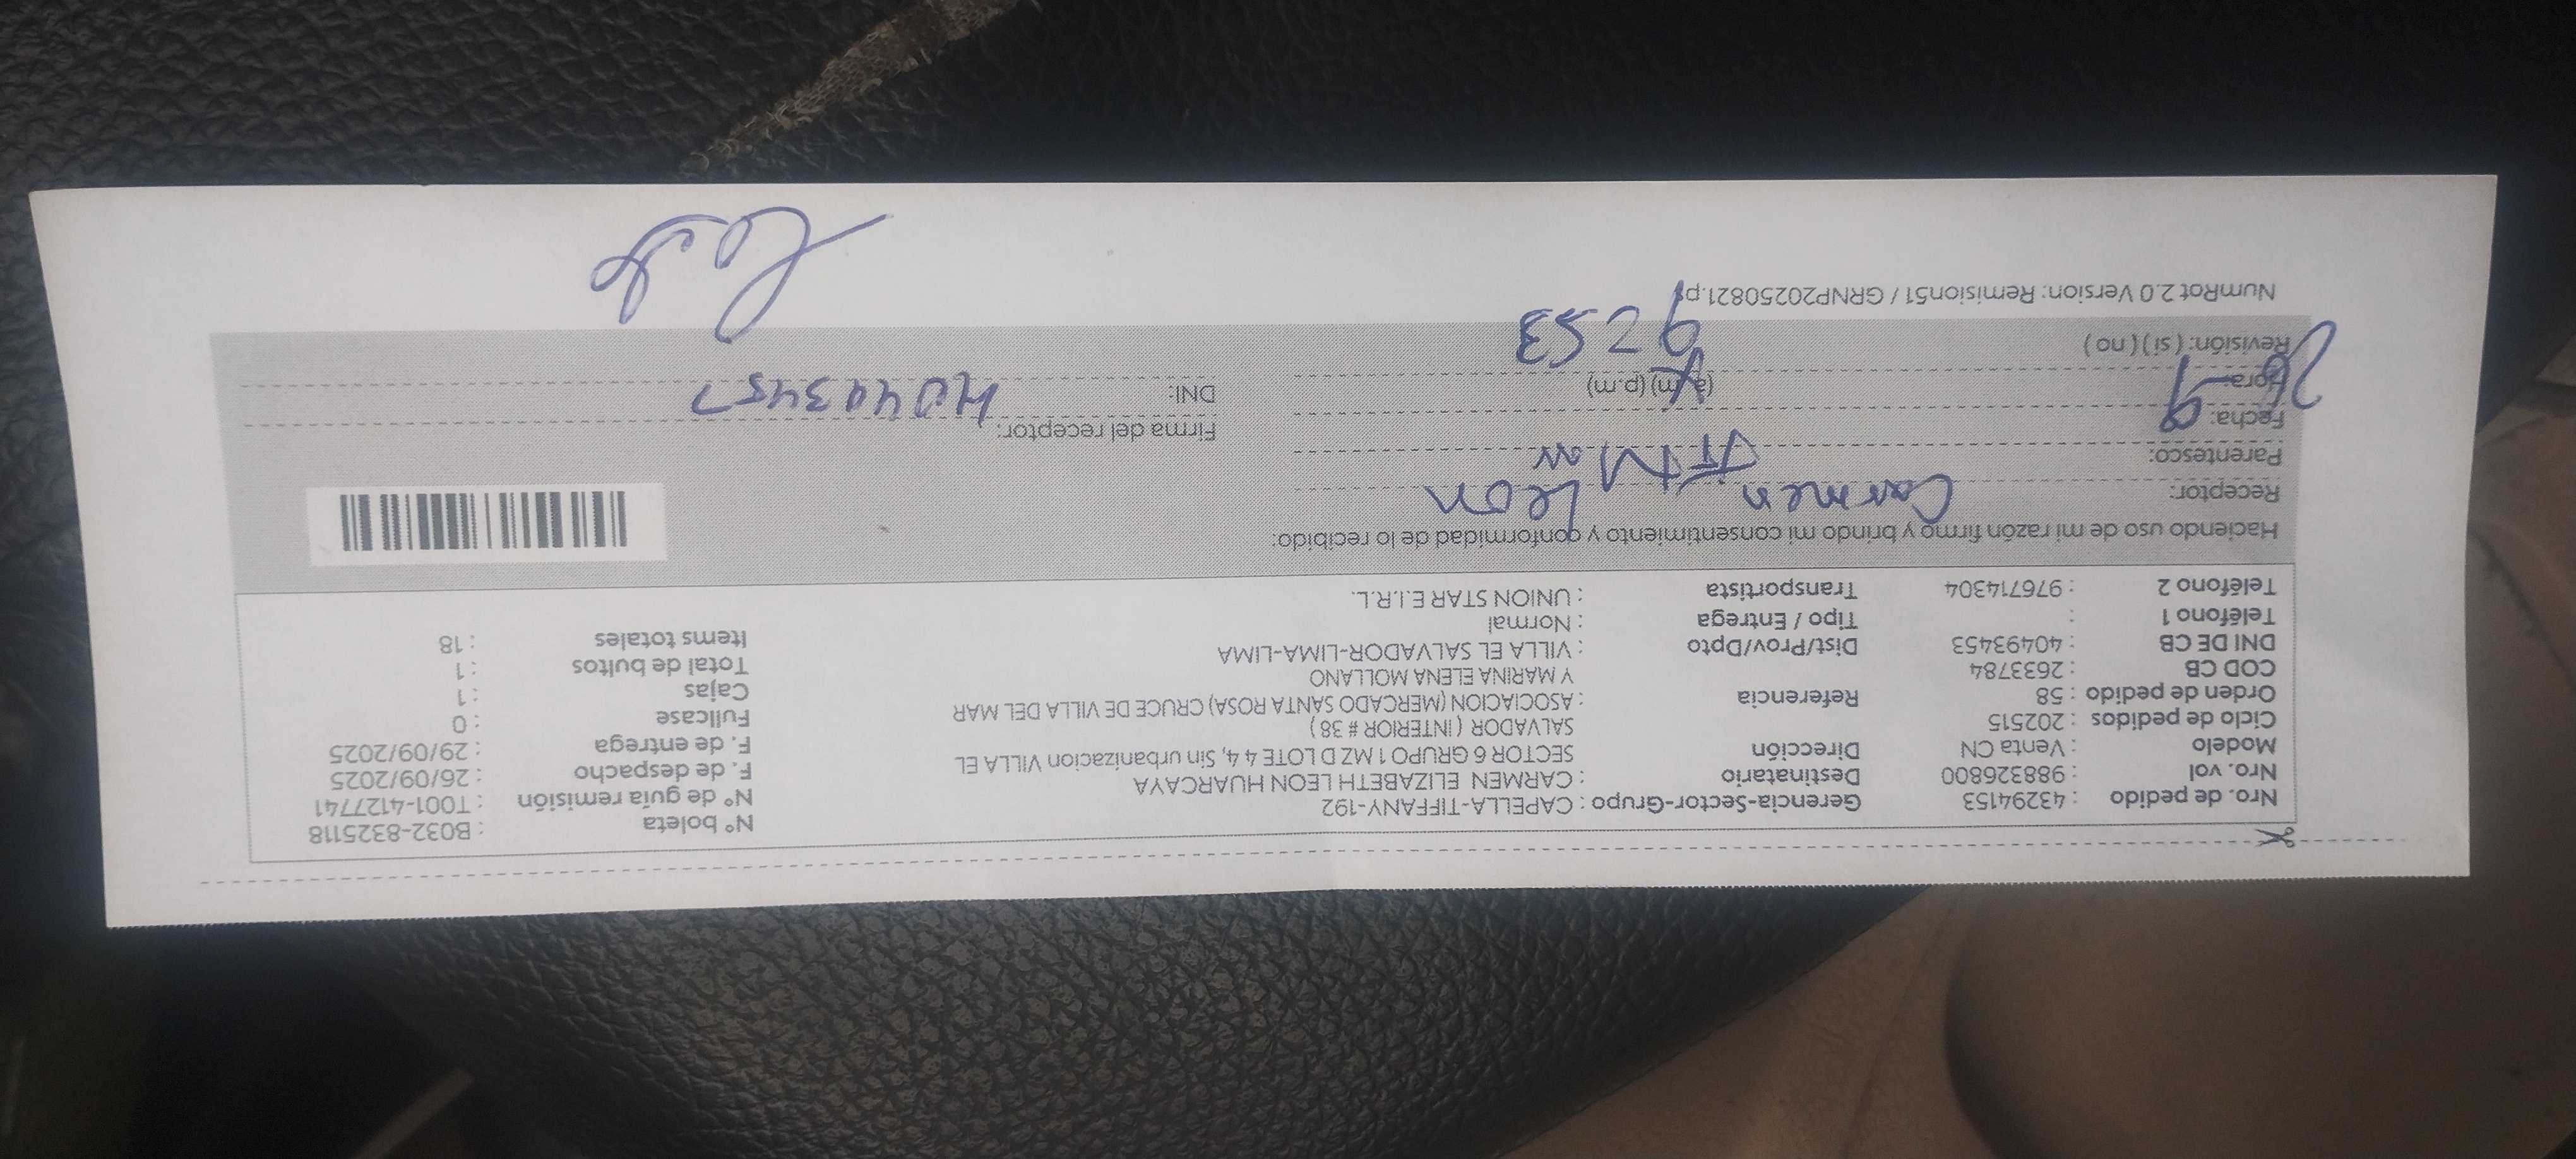 Nro. de pedido : 43294153 Gerencia-Sector-Grupo : CAPELLA-TIFFANY-192 N° boleta : B032-8325118
Nro. vol : 988326800 Destinatario : CARMEN ELIZABETH LEON HUARCAYA N° de guía remisión : T001-4127741
Modelo : Venta CN Dirección SECTOR 6 GRUPO 1 MZ D LOTE 4 4, Sin urbanizacion VILLA EL F. de despacho : 26/09/2025
Ciclo de pedidos : 202515 SALVADOR ( INTERIOR # 38 ) F. de entrega : 29/09/2025
Orden de pedido : 58 Referencia : ASOCIACION (MERCADO SANTA ROSA) CRUCE DE VILLA DEL MAR Fullcase : 0
COD CB : 2633784 Y MARINA ELENA MOLLANO Cajas : 1
DNI DE CB : 40493453 Dist/Prov/Dpto : VILLA EL SALVADOR-LIMA-LIMA Total de bultos : 1
Teléfono 1 : Tipo / Entrega : Normal Items totales : 18
Teléfono 2 : 976714304 Transportista : UNION STAR E.I.R.L.
Haciendo uso de mi razón firmo y brindo mi consentimiento y conformidad de lo recibido:
Receptor: Carmen Leon
Parentesco:
Fecha: 26-9 Firma del receptor:
Hora: (a.m) (p.m) DNI: 40493457
Revisión: ( si ) ( no ) 9:53
NumRot 2.0 Version: Remision51 / GRNP20250821.p